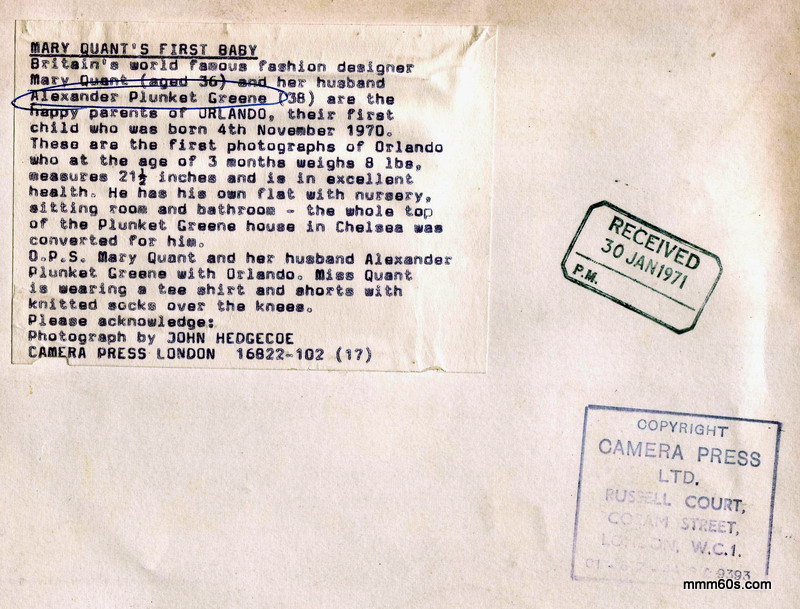 MARY QUANT'S FIRST BABY
Britain's world famous fashion designer
Mary Quant (aged 36) and her husband
Alexander Plunket Greene (38) are the
happy parents of ORLANDO, their first
child who was born 4th November 1970.
These are the first photographs of Orlando
who at the age of 3 months weighs 8 lbs,
measures 21½ inches and is in excellent
health. He has his own flat with nursery,
sitting room and bathroom - the whole top
of the Plunket Greene house in Chelsea was
converted for him.
O.P.S. Mary Quant and her husband Alexander
Plunket Greene with Orlando. Miss Quant
is wearing a tee shirt and shorts with
knitted socks over the knees.
Please acknowledge:
Photograph by JOHN HEDGECOE
CAMERA PRESS LONDON 16822-102 (17)
RECEIVED
30 JAN 1971
P.M.
COPYRIGHT
CAMERA PRESS
LTD.
RUSSELL COURT,
CORAM STREET,
LONDON, W.C.1.
01 9393
mmm60s.com